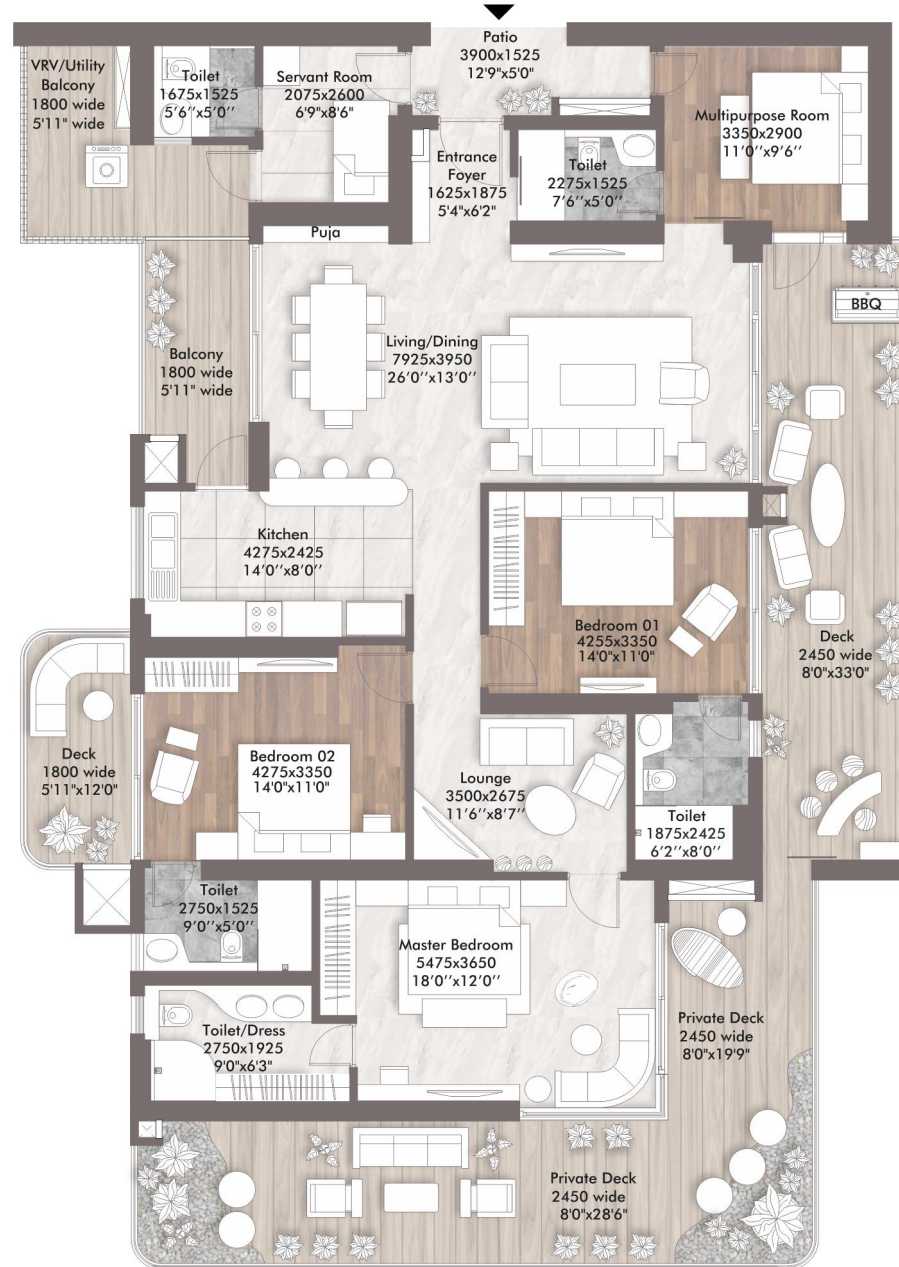 Patio
3900x1525
12'9"x5'0"
VRV/Utility
Balcony
1800 wide
5'11" wide
Toilet
1675x1525
5'6''x5'0''
Servant Room
2075x2600
6'9"x8'6"
Multipurpose Room
3350x2900
11'0''x9'6''
Entrance
Foyer
1625x1875
5'4"x6'2"
Toilet
2275x1525
7'6''x5'0''
Puja
BBQ
Living/Dining
7925x3950
26'0''x13'0''
Balcony
1800 wide
5'11" wide
Kitchen
4275x2425
14'0''x8'0''
Bedroom 01
4255x3350
14'0"x11'0"
Deck
2450 wide
8'0"x33'0"
Deck
1800 wide
5'11"x12'0"
Bedroom 02
4275x3350
14'0"x11'0"
Lounge
3500x2675
11'6''x8'7''
Toilet
1875x2425
6'2''x8'0''
Toilet
2750x1525
9'0''x5'0''
Master Bedroom
5475x3650
18'0''x12'0''
Toilet/Dress
2750x1925
9'0"x6'3"
Private Deck
2450 wide
8'0"x19'9"
Private Deck
2450 wide
8'0"x28'6"